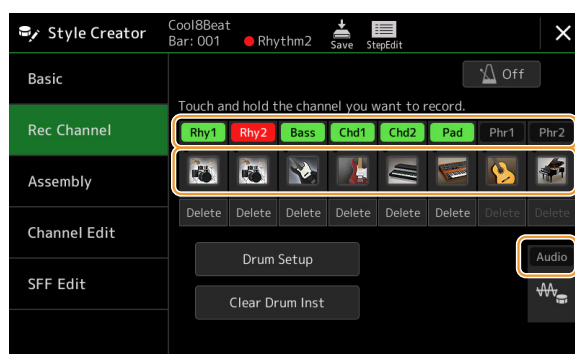 Style Creator
Cool8Beat
Bar: 001 Rhythm2 Save StepEdit
Off
Basic
Touch and hold the channel you want to record.
Rec Channel
Rhy1 Rhy2 Bass Chd1 Chd2 Pad Phr1 Phr2
Assembly
Delete Delete Delete Delete Delete Delete Delete Delete
Channel Edit
Drum Setup
Audio
SFF Edit
Clear Drum Inst